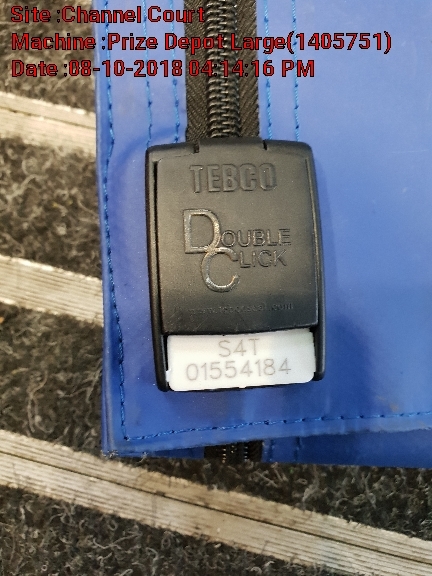 Site :Channel Court
Machine :Prize Depot Large(1405751)
Date :08-10-2018 04:14:16 PM
TEBCO
DOUBLE
CLICK
S4T
01554184